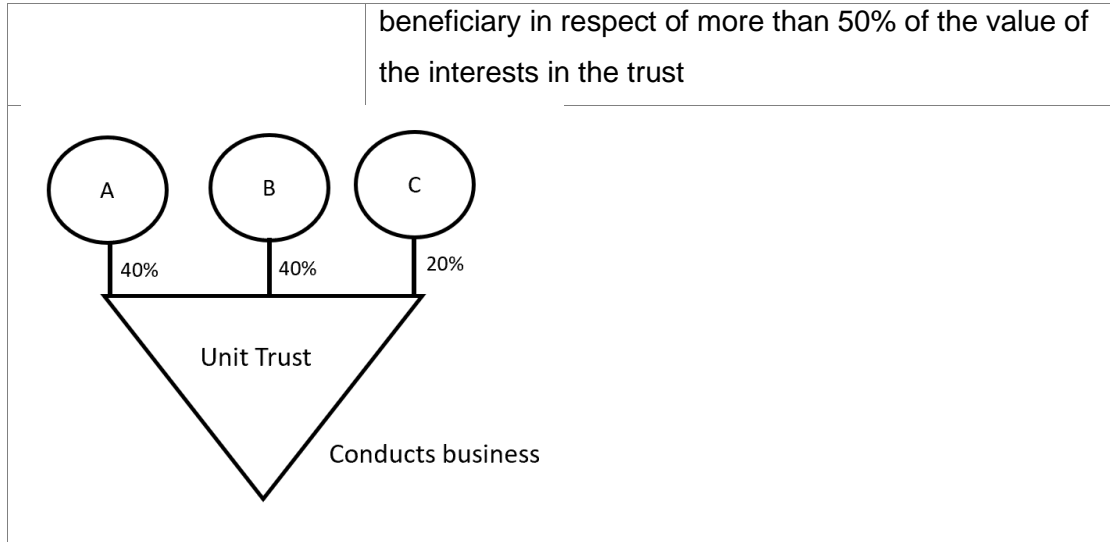 beneficiary in respect of more than 50% of the value of
the interests in the trust
A
B
C
40%
40%
20%
Unit Trust
Conducts business